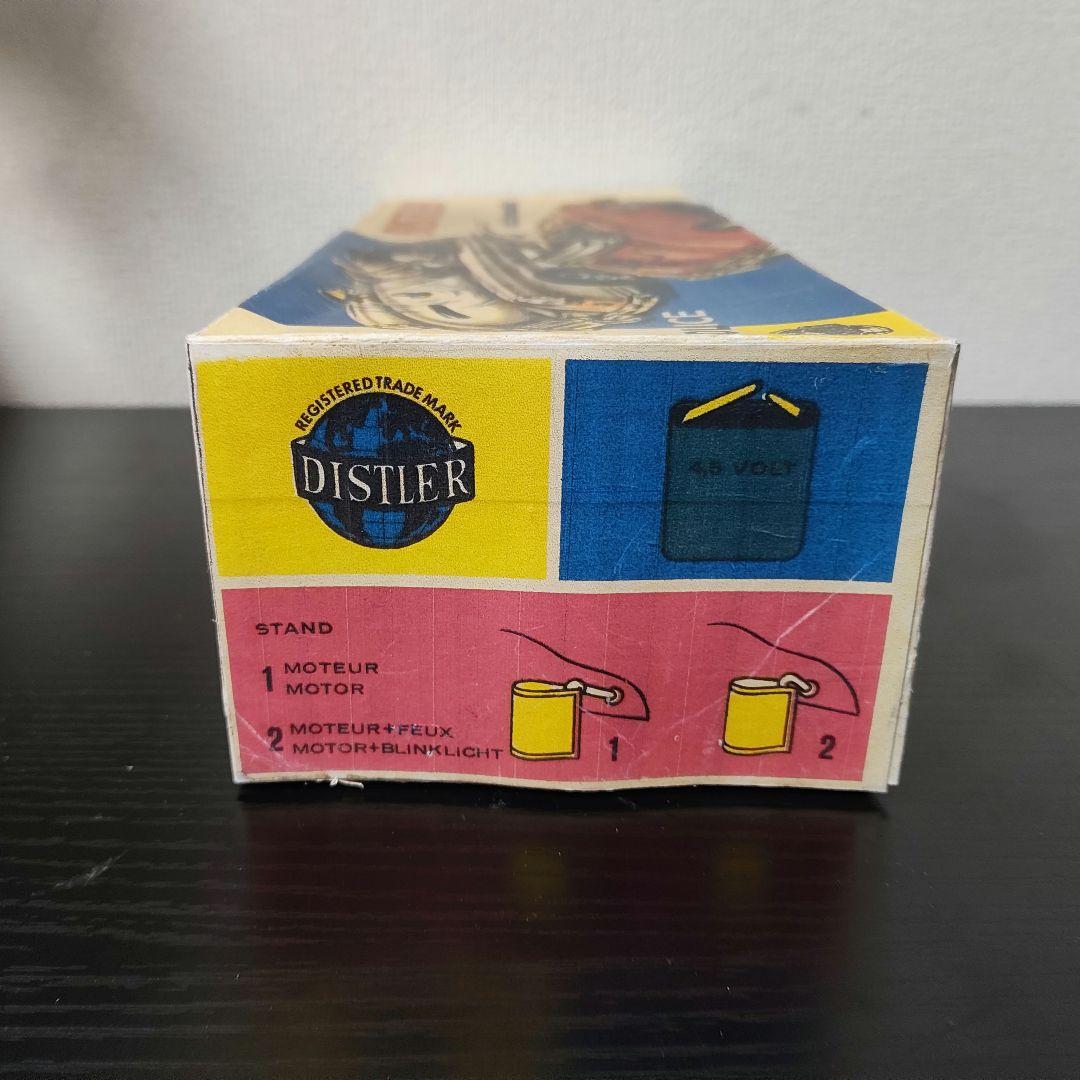 REGISTERED TRADE MARK
DISTLER
4,5 VOLT
STAND
1 MOTEUR
MOTOR
2 MOTEUR+FEUX
MOTOR+BLINKLICHT
1
2